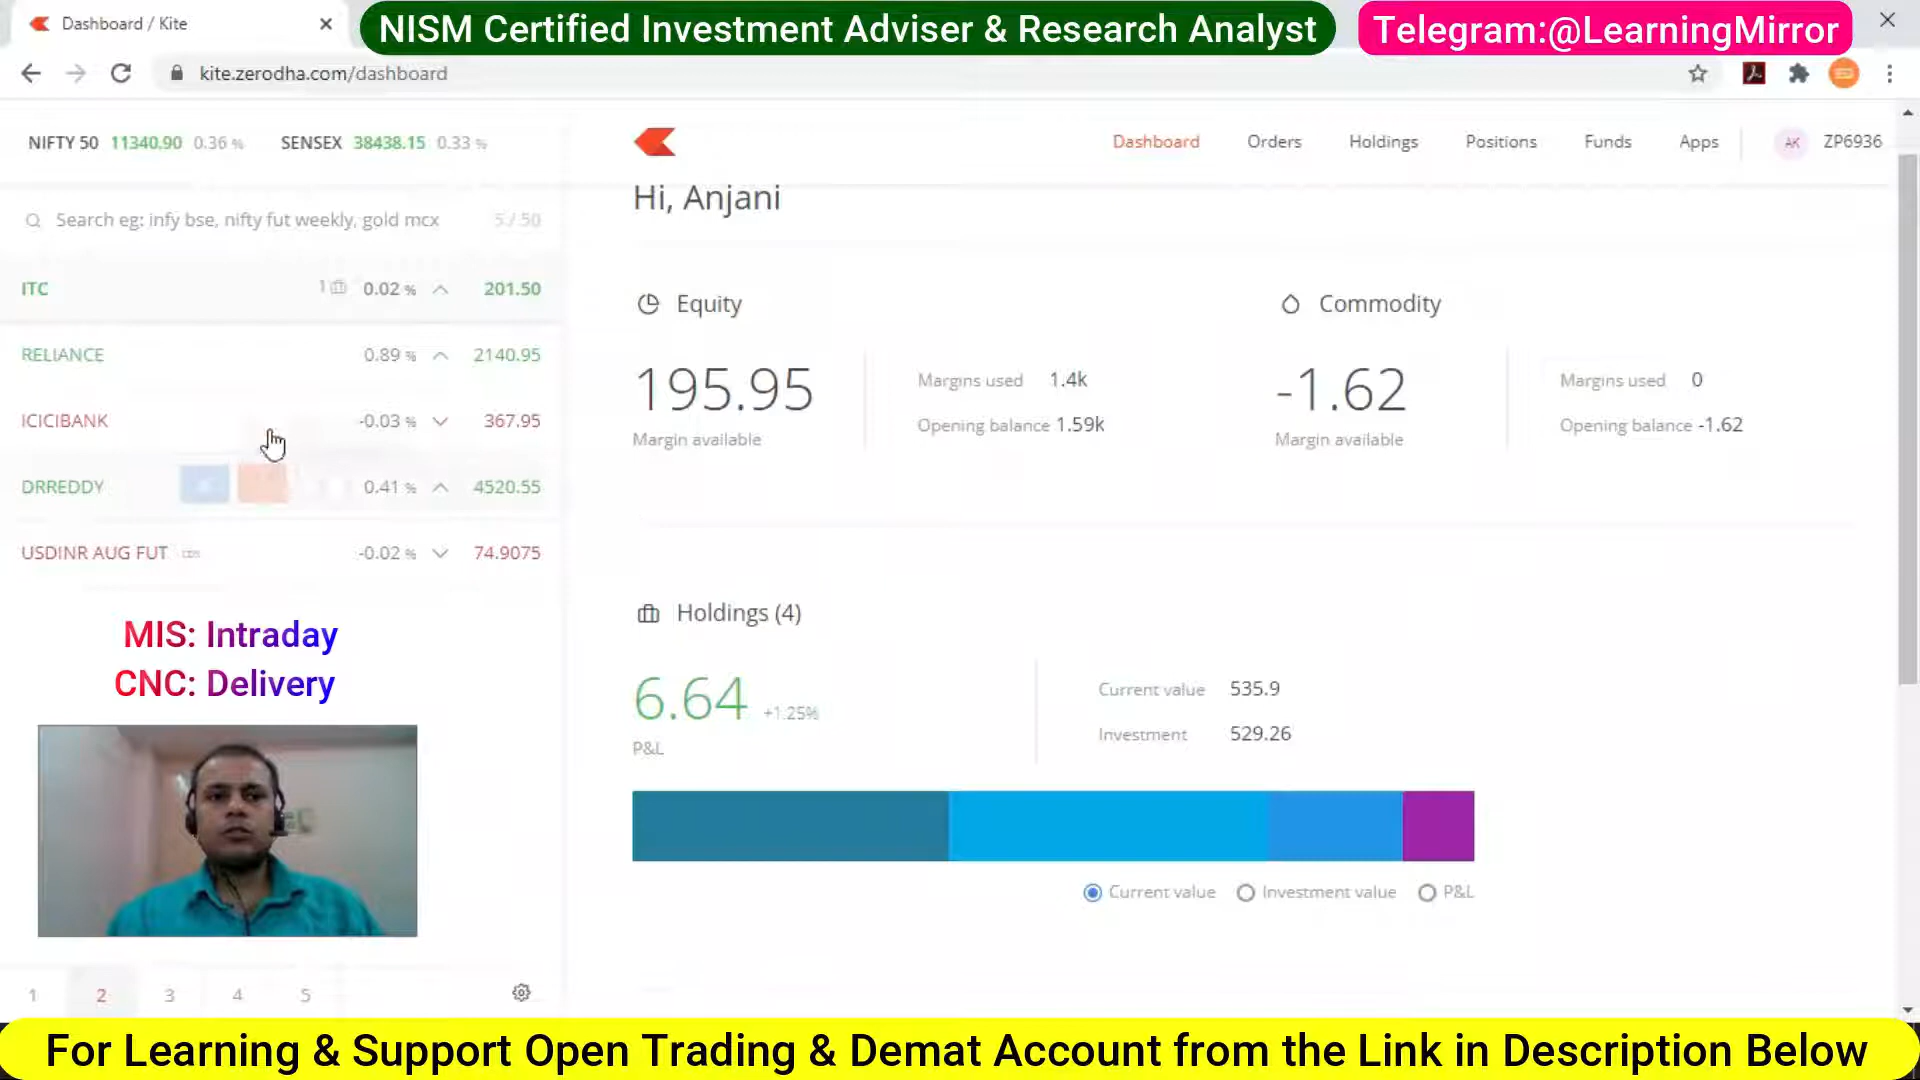 Dashboard / Kite
NISM Certified Investment Adviser & Research Analyst
Telegram:@LearningMirror
kite.zerodha.com/dashboard
NIFTY 50 11340.90 0.36 % SENSEX 38438.15 0.33 %
Dashboard Orders Holdings Positions Funds Apps AK ZP6936
Hi, Anjani
Search eg: infy bse, nifty fut weekly, gold mcx 5 / 50
ITC 1 0.02 % 201.50
RELIANCE 0.89 % 2140.95
ICICIBANK -0.03 % 367.95
DRREDDY 0.41 % 4520.55
USDINR AUG FUT CDS -0.02 % 74.9075
Equity
195.95
Margin available
Margins used 1.4k
Opening balance 1.59k
Commodity
-1.62
Margin available
Margins used 0
Opening balance -1.62
Holdings (4)
6.64 +1.25%
P&L
Current value 535.9
Investment 529.26
Current value Investment value P&L
MIS: Intraday
CNC: Delivery
1 2 3 4 5
For Learning & Support Open Trading & Demat Account from the Link in Description Below